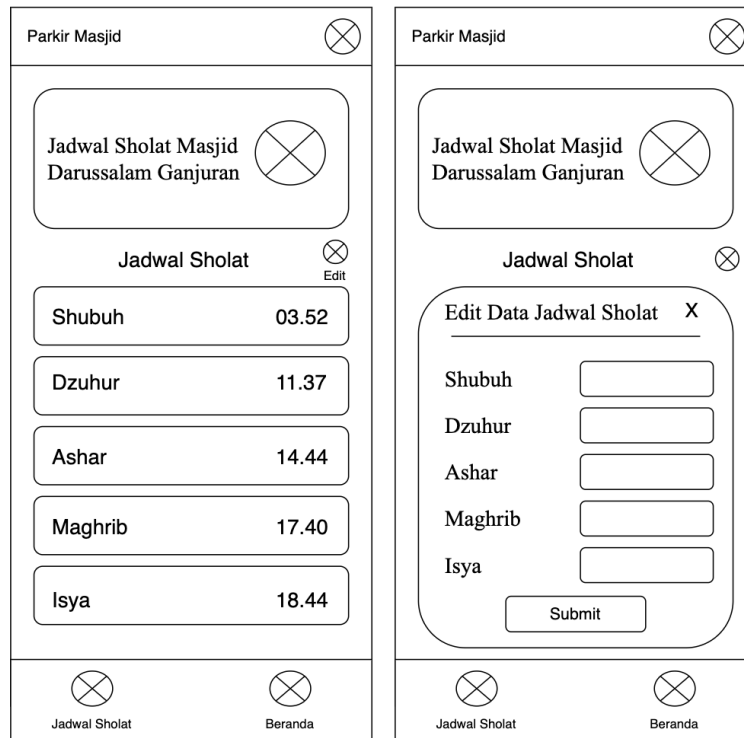 Parkir Masjid
Jadwal Sholat Masjid
Darussalam Ganjuran
Jadwal Sholat
Edit
Shubuh 03.52
Dzuhur 11.37
Ashar 14.44
Maghrib 17.40
Isya 18.44
Jadwal Sholat Beranda
Parkir Masjid
Jadwal Sholat Masjid
Darussalam Ganjuran
Jadwal Sholat
Edit Data Jadwal Sholat X
Shubuh
Dzuhur
Ashar
Maghrib
Isya
Submit
Jadwal Sholat Beranda